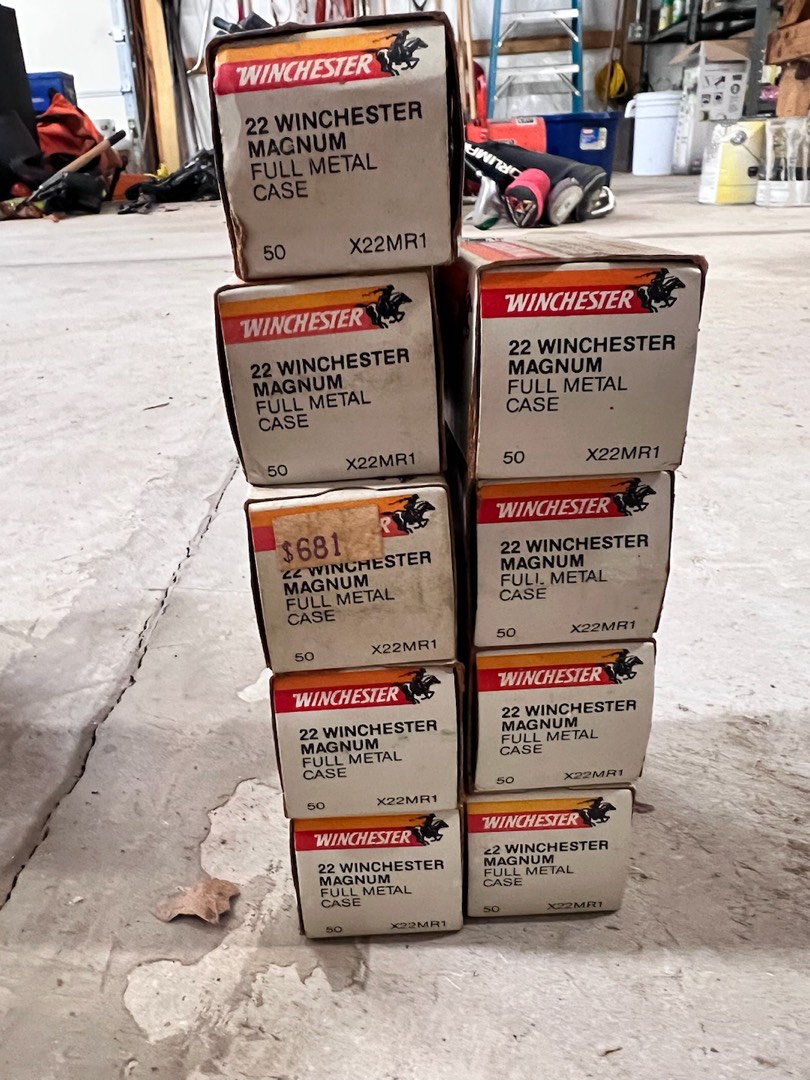 WINCHESTER
22 WINCHESTER
MAGNUM
FULL METAL
CASE
50 X22MR1
WINCHESTER
22 WINCHESTER
MAGNUM
FULL METAL
CASE
50 X22MR1
R
$681
22 WINCHESTER
MAGNUM
FULL METAL
CASE
50 X22MR1
WINCHESTER
22 WINCHESTER
MAGNUM
FULL METAL
CASE
50 X22MR1
WINCHESTER
22 WINCHESTER
MAGNUM
FULL METAL
CASE
50 X22MR1
WINCHESTER
22 WINCHESTER
MAGNUM
FULL METAL
CASE
50 X22MR1
WINCHESTER
22 WINCHESTER
MAGNUM
FULL METAL
CASE
50 X22MR1
WINCHESTER
22 WINCHESTER
MAGNUM
FULL METAL
CASE
50 X22MR1
WINCHESTER
22 WINCHESTER
MAGNUM
FULL METAL
CASE
50 X22MR1